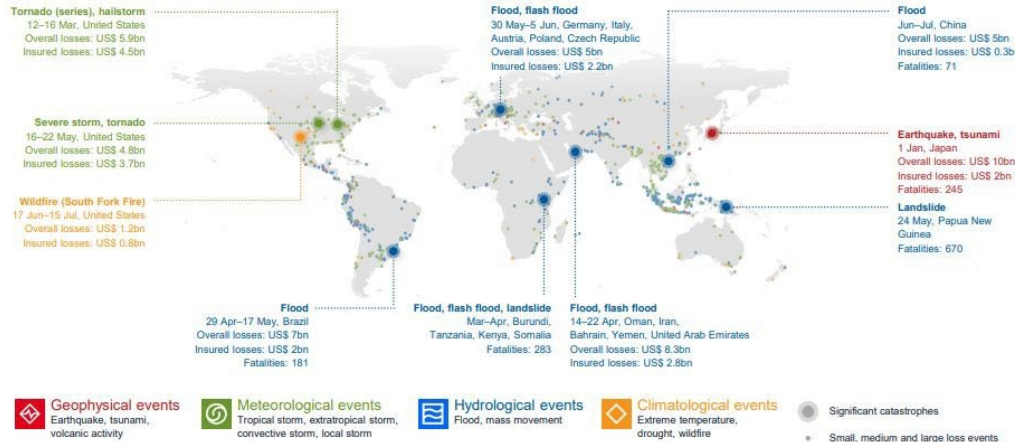 Tornado (series), hailstorm
12–16 Mar, United States
Overall losses: US$ 5.9bn
Insured losses: US$ 4.5bn
Flood, flash flood
30 May–5 Jun, Germany, Italy,
Austria, Poland, Czech Republic
Overall losses: US$ 5bn
Insured losses: US$ 2.2bn
Flood
Jun–Jul, China
Overall losses: US$ 5bn
Insured losses: US$ 0.3b
Fatalities: 71
Severe storm, tornado
16–22 May, United States
Overall losses: US$ 4.8bn
Insured losses: US$ 3.7bn
Earthquake, tsunami
1 Jan, Japan
Overall losses: US$ 10bn
Insured losses: US$ 2bn
Fatalities: 245
Wildfire (South Fork Fire)
17 Jun–15 Jul, United States
Overall losses: US$ 1.2bn
Insured losses: US$ 0.8bn
Landslide
24 May, Papua New
Guinea
Fatalities: 670
Flood
29 Apr–17 May, Brazil
Overall losses: US$ 7bn
Insured losses: US$ 2bn
Fatalities: 181
Flood, flash flood, landslide
Mar–Apr, Burundi,
Tanzania, Kenya, Somalia
Fatalities: 283
Flood, flash flood
14–22 Apr, Oman, Iran,
Bahrain, Yemen, United Arab Emirates
Overall losses: US$ 8.3bn
Insured losses: US$ 2.8bn
Geophysical events
Earthquake, tsunami,
volcanic activity
Meteorological events
Tropical storm, extratropical storm,
convective storm, local storm
Hydrological events
Flood, mass movement
Climatological events
Extreme temperature,
drought, wildfire
Significant catastrophes
Small, medium and large loss events